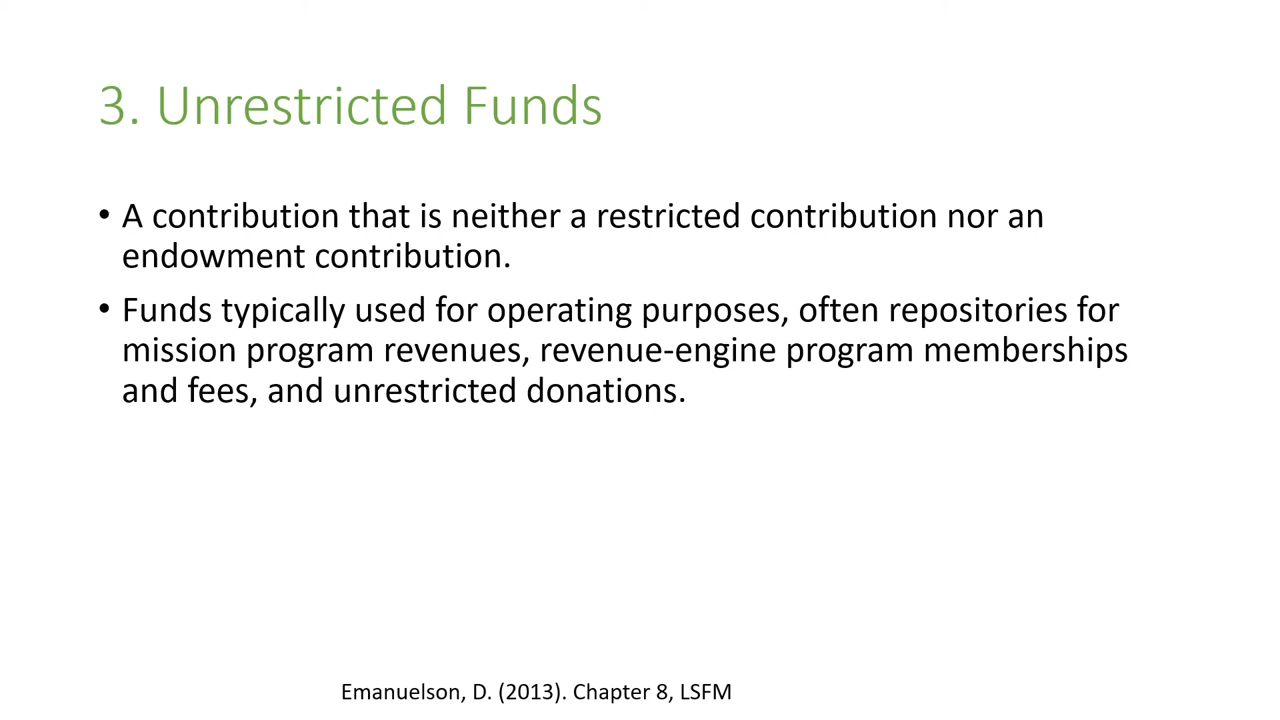 3. Unrestricted Funds
• A contribution that is neither a restricted contribution nor an
endowment contribution.
• Funds typically used for operating purposes, often repositories for
mission program revenues, revenue-engine program memberships
and fees, and unrestricted donations.
Emanuelson, D. (2013). Chapter 8, LSFM